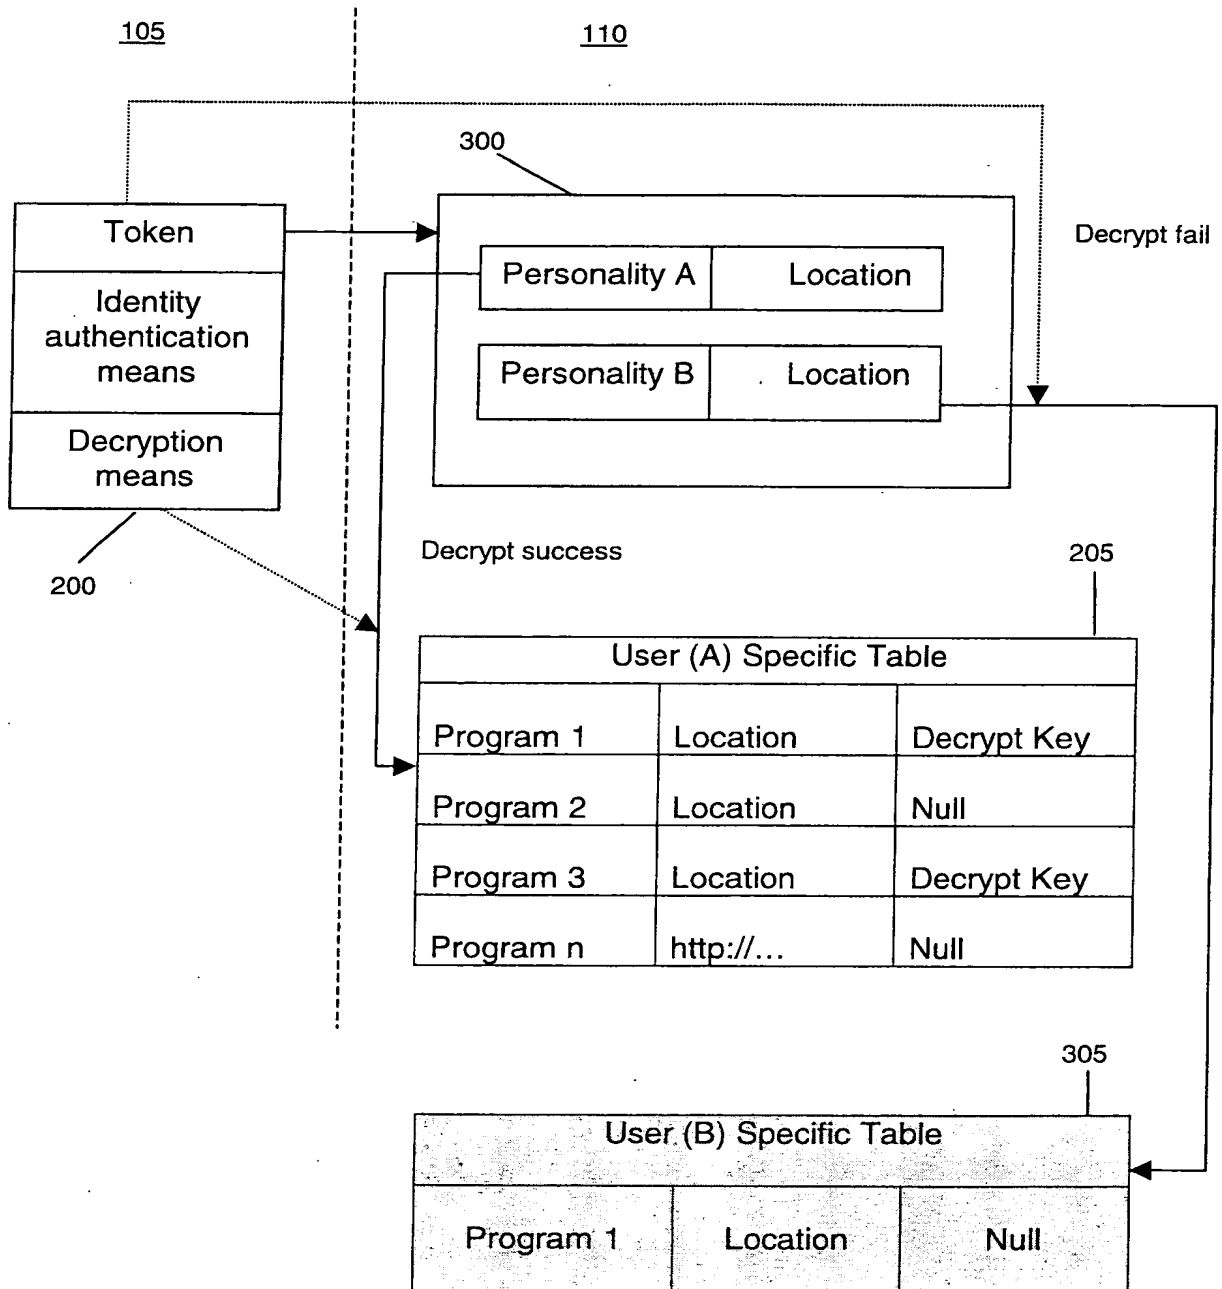 105
110
300
Token
Decrypt fail
Personality A
Location
Identity
authentication
means
Personality B
Location
Decryption
means
Decrypt success
205
200
User (A) Specific Table
Program 1
Location
Decrypt Key
Program 2
Location
Null
Program 3
Location
Decrypt Key
Program n
http://...
Null
305
User (B) Specific Table
Program 1
Location
Null